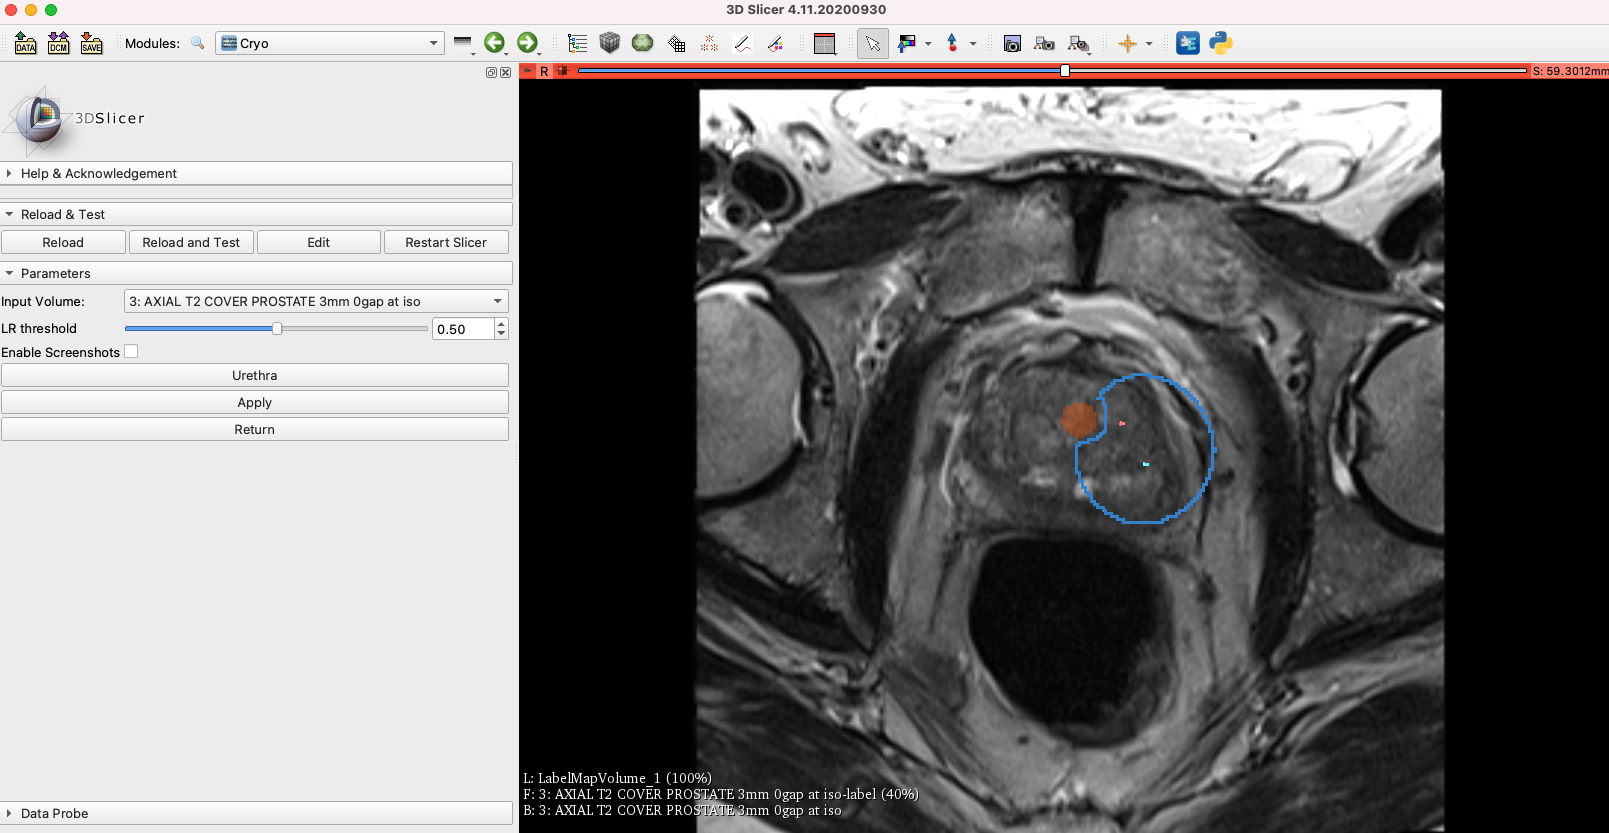 3D Slicer 4.11.20200930
DATA
DCM
SAVE
Modules:
Cryo
R
S: 59.3012mm
3DSlicer
Help & Acknowledgement
Reload & Test
Reload
Reload and Test
Edit
Restart Slicer
Parameters
Input Volume:
3: AXIAL T2 COVER PROSTATE 3mm 0gap at iso
LR threshold
0.50
Enable Screenshots
Urethra
Apply
Return
Data Probe
L: LabelMapVolume_1 (100%)
F: 3: AXIAL T2 COVER PROSTATE 3mm 0gap at iso-label (40%)
B: 3: AXIAL T2 COVER PROSTATE 3mm 0gap at iso